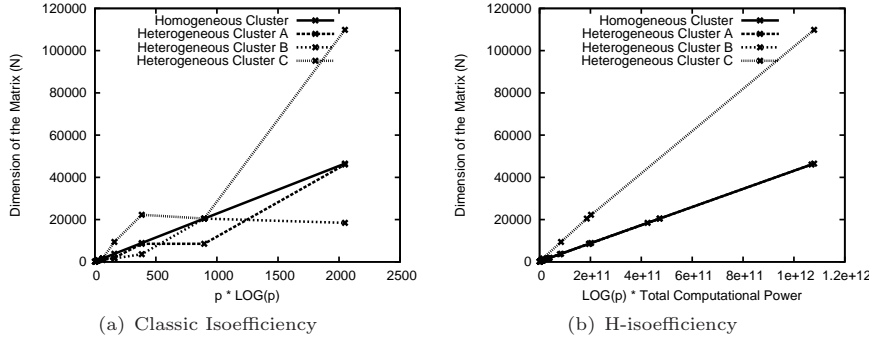 Dimension of the Matrix (N)
120000
100000
80000
60000
40000
20000
0
Homogeneous Cluster
Heterogeneous Cluster A
Heterogeneous Cluster B
Heterogeneous Cluster C
0 500 1000 1500 2000 2500
p * LOG(p)
(a) Classic Isoefficiency
Dimension of the Matrix (N)
120000
100000
80000
60000
40000
20000
0
Homogeneous Cluster
Heterogeneous Cluster A
Heterogeneous Cluster B
Heterogeneous Cluster C
0 2e+11 4e+11 6e+11 8e+11 1e+12 1.2e+12
LOG(p) * Total Computational Power
(b) H-isoefficiency